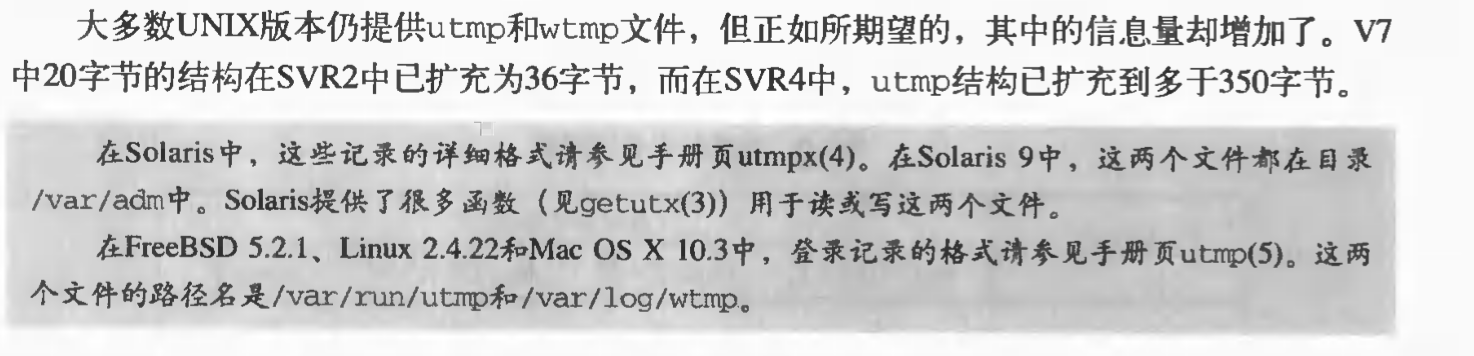 大多数UNIX版本仍提供utmp和wtmp文件，但正如所期望的，其中的信息量却增加了。V7
中20字节的结构在SVR2中已扩充为36字节，而在SVR4中，utmp结构已扩充到多于350字节。
在Solaris中，这些记录的详细格式请参见手册页utmpx(4)。在Solaris 9中，这两个文件都在目录
/var/adm中。Solaris提供了很多函数（见getutx(3)）用于读或写这两个文件。
在FreeBSD 5.2.1、Linux 2.4.22和Mac OS X 10.3中，登录记录的格式请参见手册页utmp(5)。这两
个文件的路径名是/var/run/utmp和/var/log/wtmp。